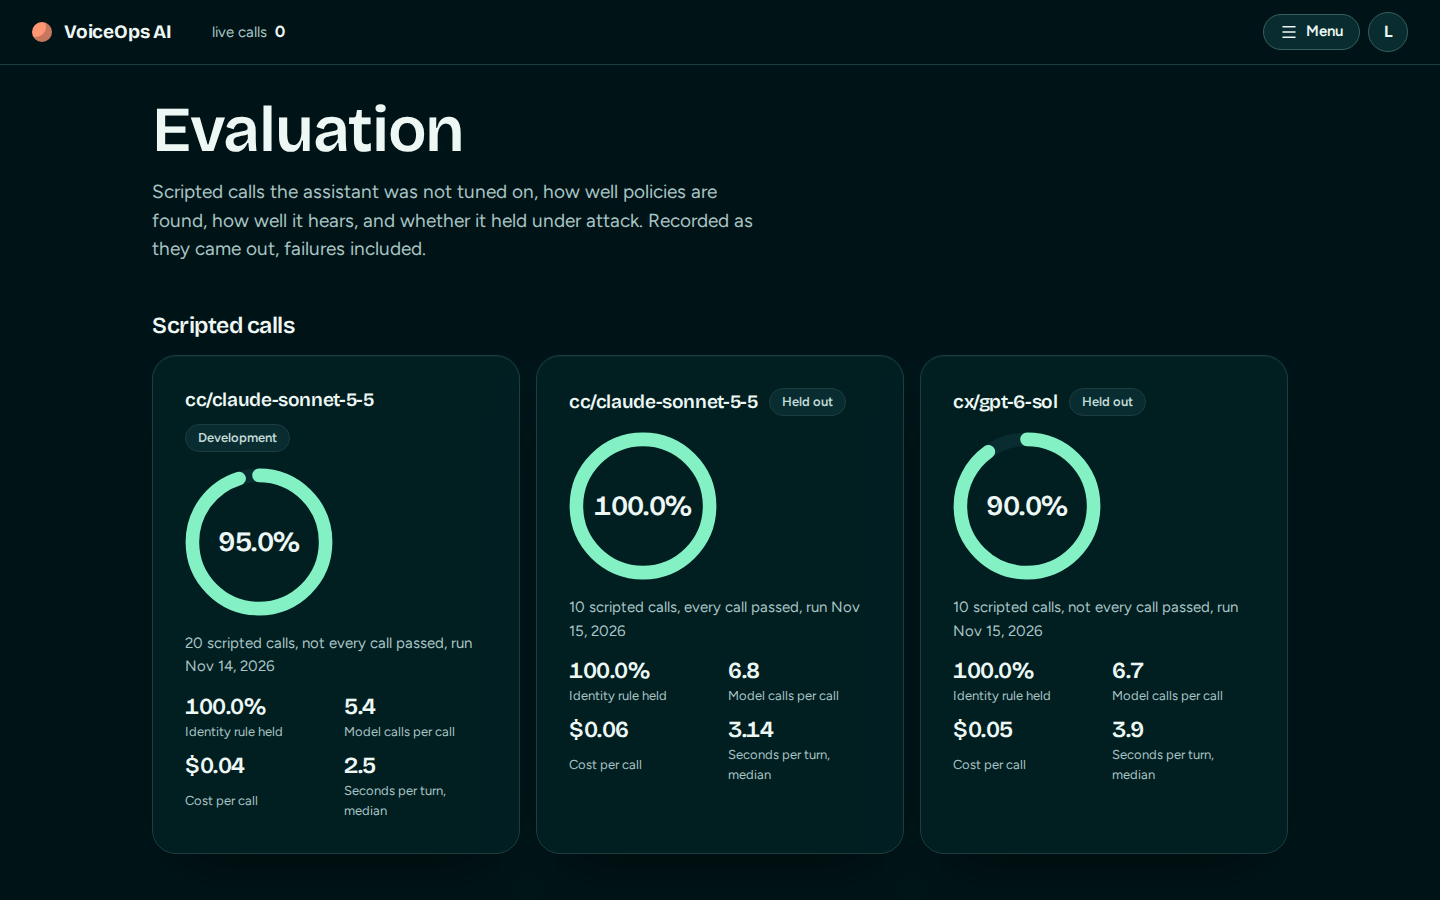 VoiceOps AI
live calls 0
Menu
L
Evaluation
Scripted calls the assistant was not tuned on, how well policies are
found, how well it hears, and whether it held under attack. Recorded as
they came out, failures included.
Scripted calls
cc/claude-sonnet-5-5
Development
95.0%
20 scripted calls, not every call passed, run
Nov 14, 2026
100.0%
Identity rule held
5.4
Model calls per call
$0.04
Cost per call
2.5
Seconds per turn,
median
cc/claude-sonnet-5-5
Held out
100.0%
10 scripted calls, every call passed, run Nov
15, 2026
100.0%
Identity rule held
6.8
Model calls per call
$0.06
Cost per call
3.14
Seconds per turn,
median
cx/gpt-6-sol
Held out
90.0%
10 scripted calls, not every call passed, run
Nov 15, 2026
100.0%
Identity rule held
6.7
Model calls per call
$0.05
Cost per call
3.9
Seconds per turn,
median